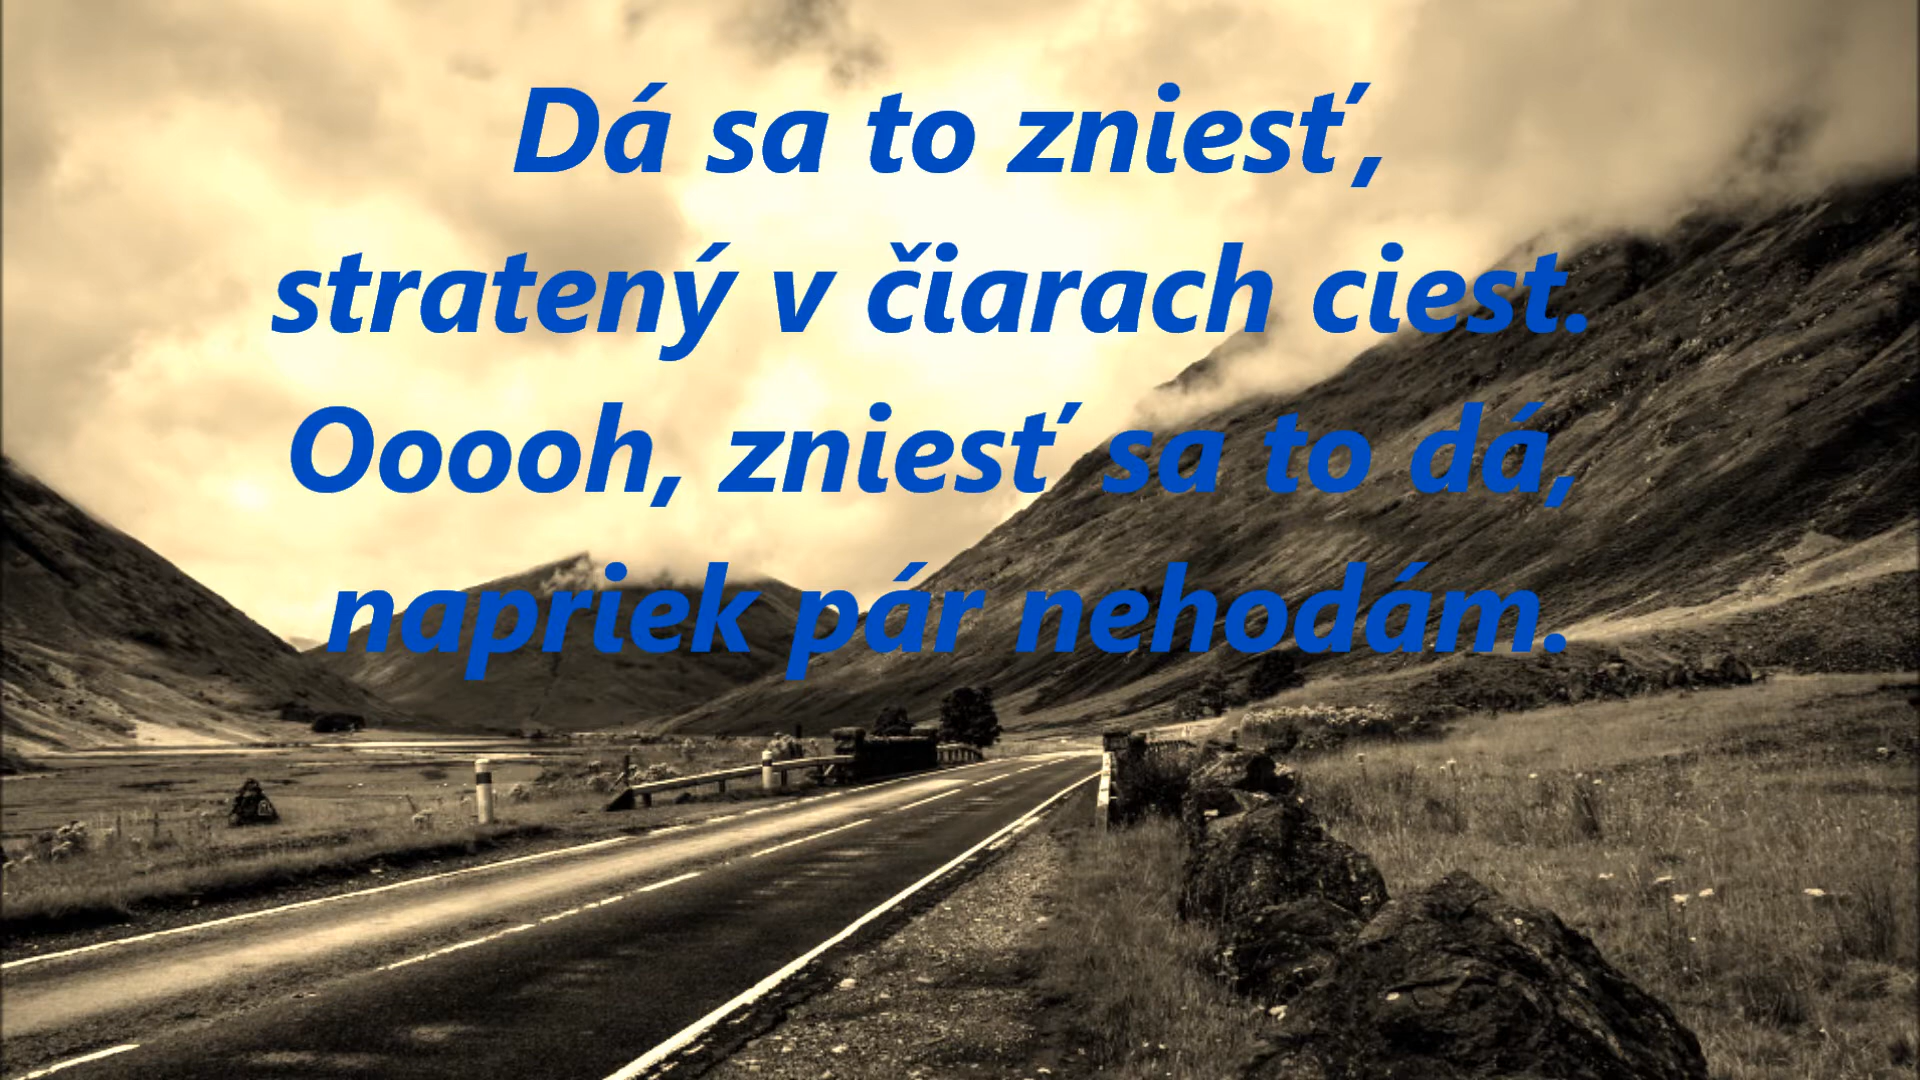 Dá sa to zniesť,
stratený v čiarach ciest.
Ooooh, zniesť sa to dá,
napriek pár nehodám.